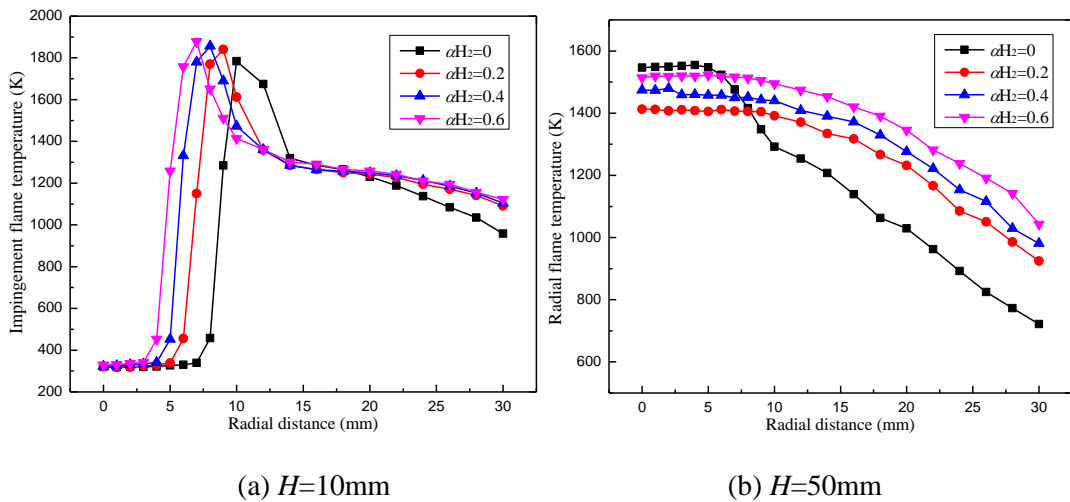 (a)
2000
1800
1600
1400
1200
1000
800
600
400
200
0 5 10 15 20 25 30
Impingement flame temperature (K)
Radial distance (mm)
αH2=0
αH2=0.2
αH2=0.4
αH2=0.6
(b)
1600
1400
1200
1000
800
600
0 5 10 15 20 25 30
Radial flame temperature (K)
Radial distance (mm)
αH2=0
αH2=0.2
αH2=0.4
αH2=0.6
(a) H=10mm
(b) H=50mm